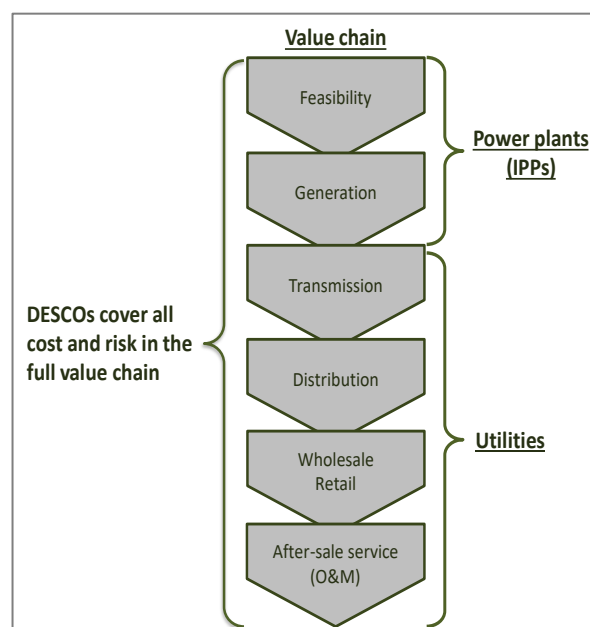 Value chain
Feasibility
Generation
Transmission
Distribution
Wholesale
Retail
After-sale service
(O&M)
Power plants
(IPPs)
Utilities
DESCOs cover all
cost and risk in the
full value chain